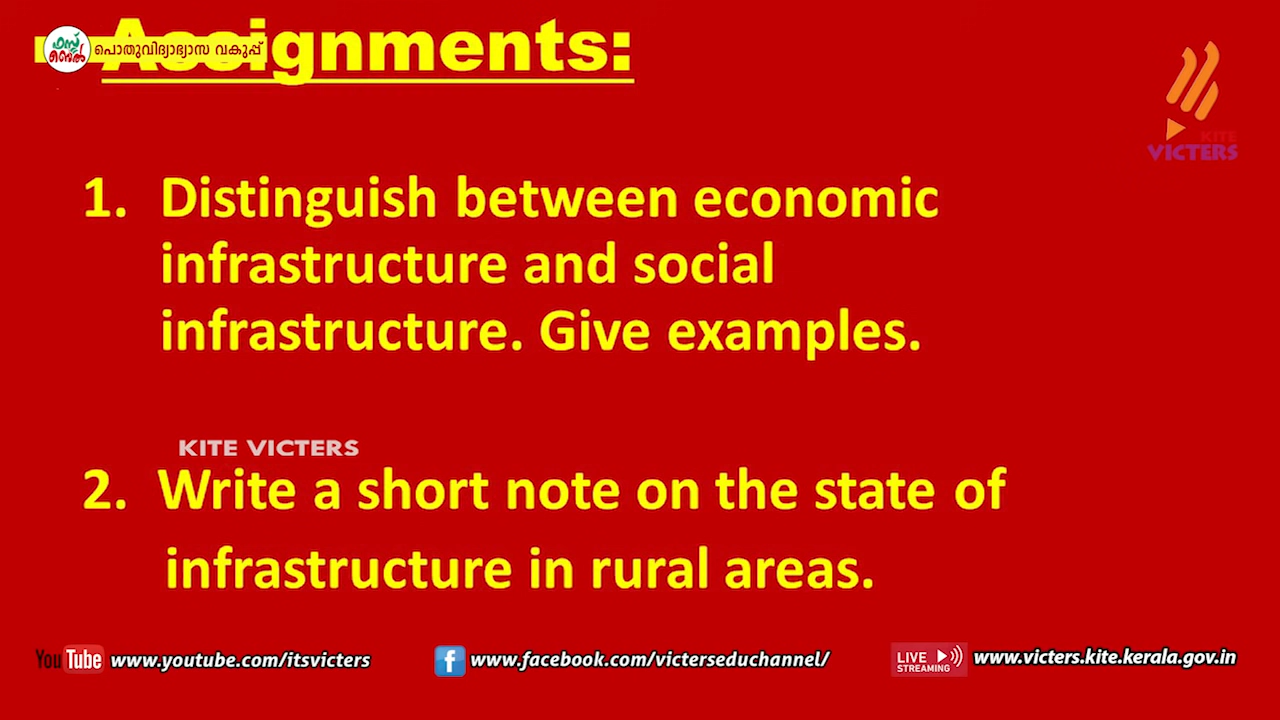 Assignments:
ഫസ്റ്റ് ബെൽ
പൊതുവിദ്യാഭ്യാസ വകുപ്പ്
KITE
VICTERS
1. Distinguish between economic
infrastructure and social
infrastructure. Give examples.
KITE VICTERS
2. Write a short note on the state of
infrastructure in rural areas.
YouTube www.youtube.com/itsvicters
f www.facebook.com/victerseduchannel/
LIVE
STREAMING
www.victers.kite.kerala.gov.in